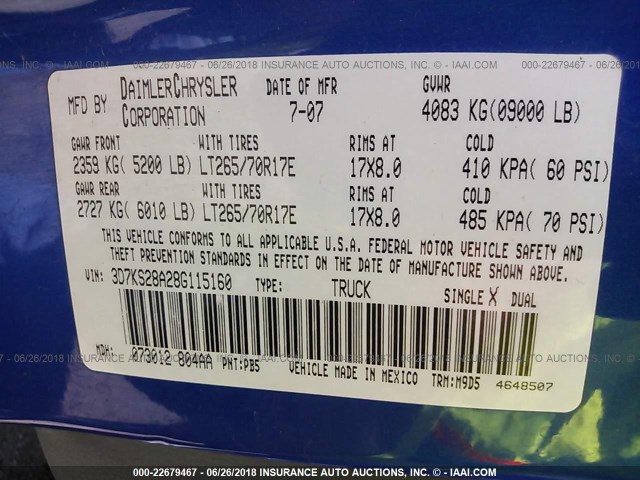 000-22679467 - 06/26/2018 INSURANCE AUTO AUCTIONS, INC. © - IAAI.COM
MFD BY DAIMLERCHRYSLER CORPORATION DATE OF MFR 7-07 GVWR 4083 KG(09000 LB)
GAWR FRONT WITH TIRES RIMS AT COLD
2359 KG( 5200 LB) LT265/70R17E 17X8.0 410 KPA( 60 PSI)
GAWR REAR WITH TIRES RIMS AT COLD
2727 KG( 6010 LB) LT265/70R17E 17X8.0 485 KPA( 70 PSI)
THIS VEHICLE CONFORMS TO ALL APPLICABLE U.S.A. FEDERAL MOTOR VEHICLE SAFETY AND
THEFT PREVENTION STANDARDS IN EFFECT ON THE DATE OF MANUFACTURE SHOWN ABOVE.
VIN: 3D7KS28A28G115160 TYPE: TRUCK SINGLE X DUAL
MDH: 073012 804AA PNT:PB5 VEHICLE MADE IN MEXICO TRM:M9D5 4648507
000-22679467 - 06/26/2018 INSURANCE AUTO AUCTIONS, INC. © - IAAI.COM